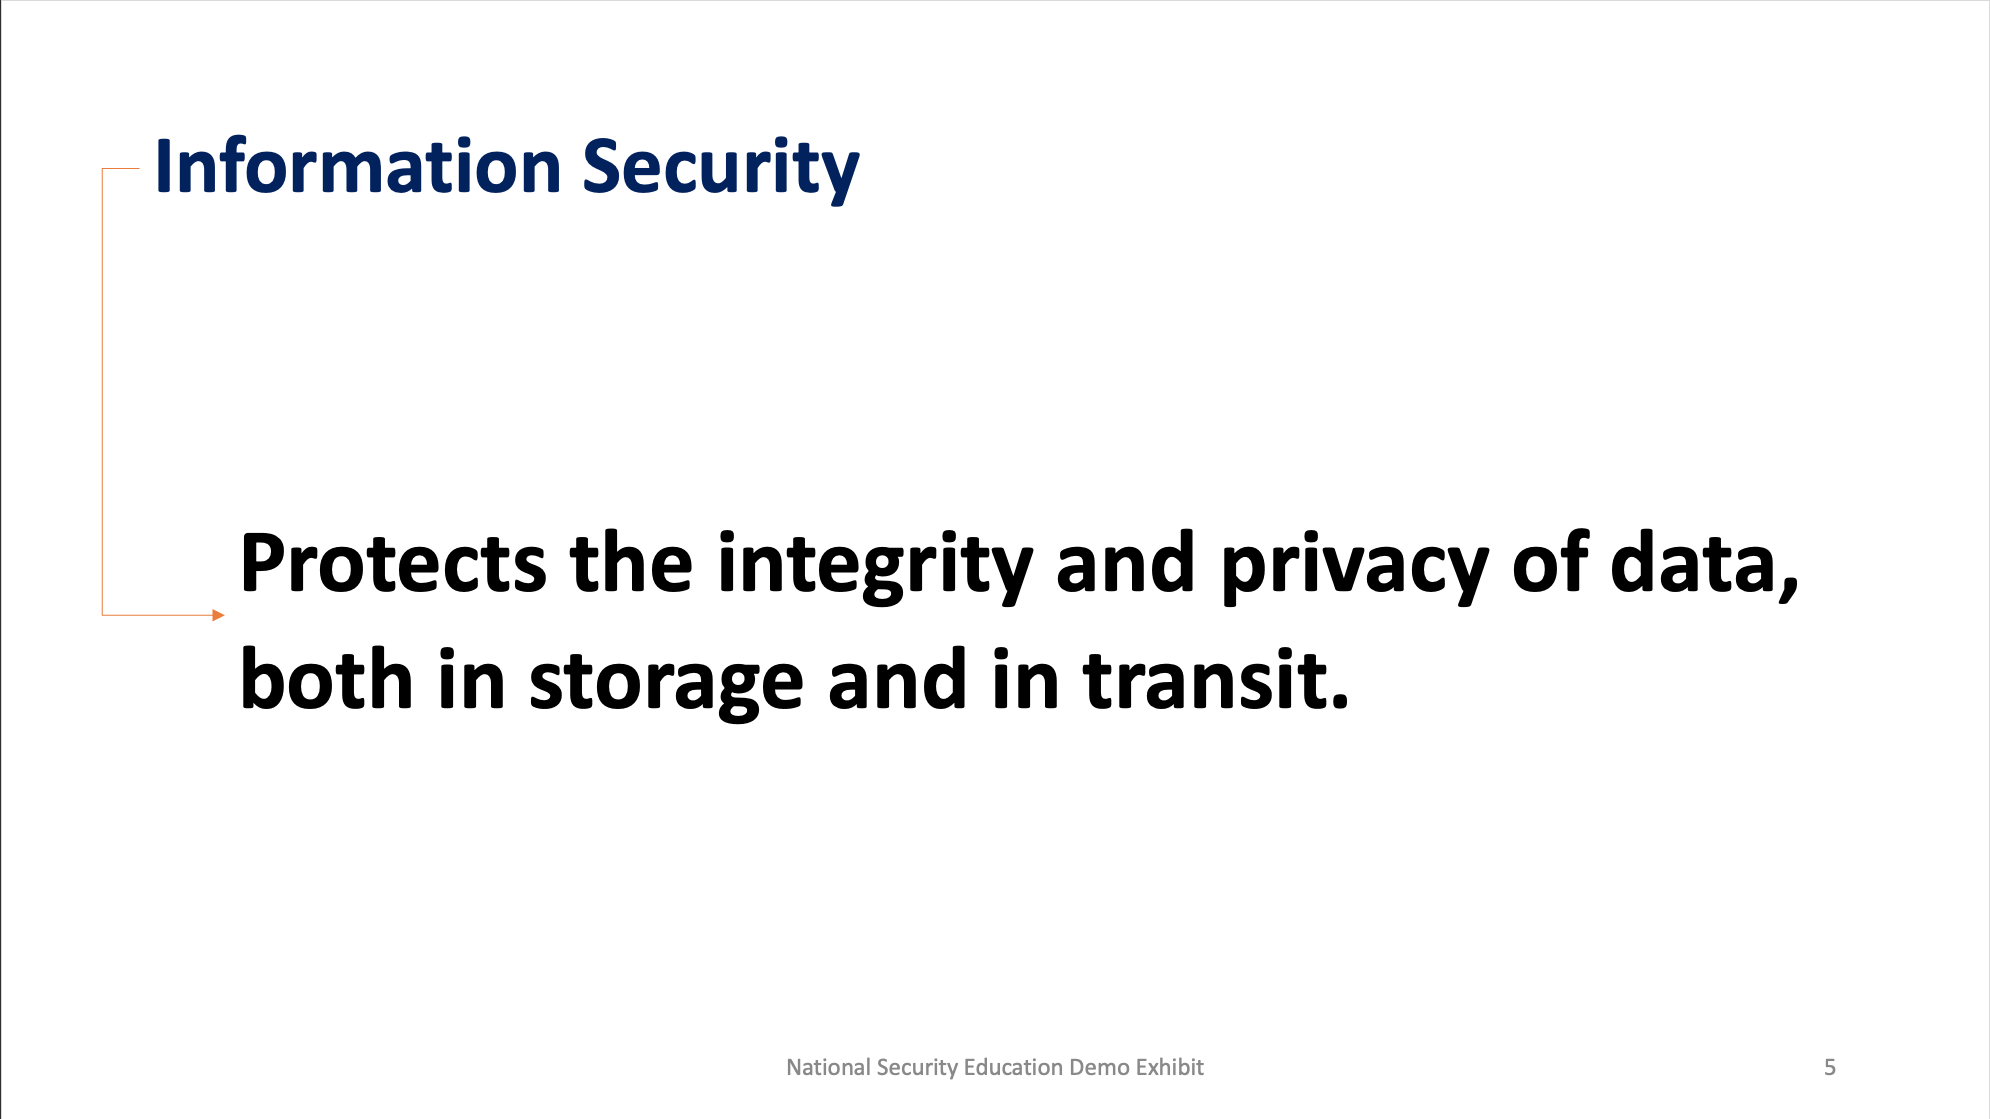 Information Security
Protects the integrity and privacy of data,
both in storage and in transit.
National Security Education Demo Exhibit
5